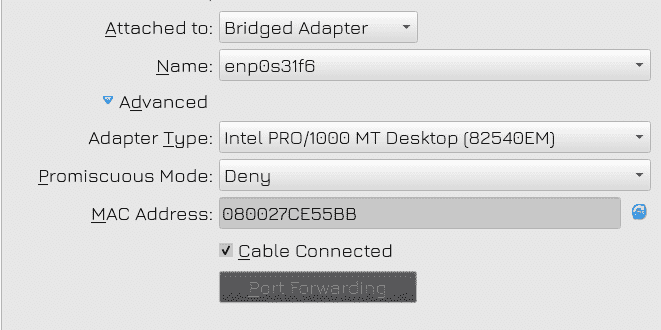 Attached to: Bridged Adapter
Name: enp0s31f6
Advanced
Adapter Type: Intel PRO/1000 MT Desktop (82540EM)
Promiscuous Mode: Deny
MAC Address: 080027CE55BB
Cable Connected
Port Forwarding